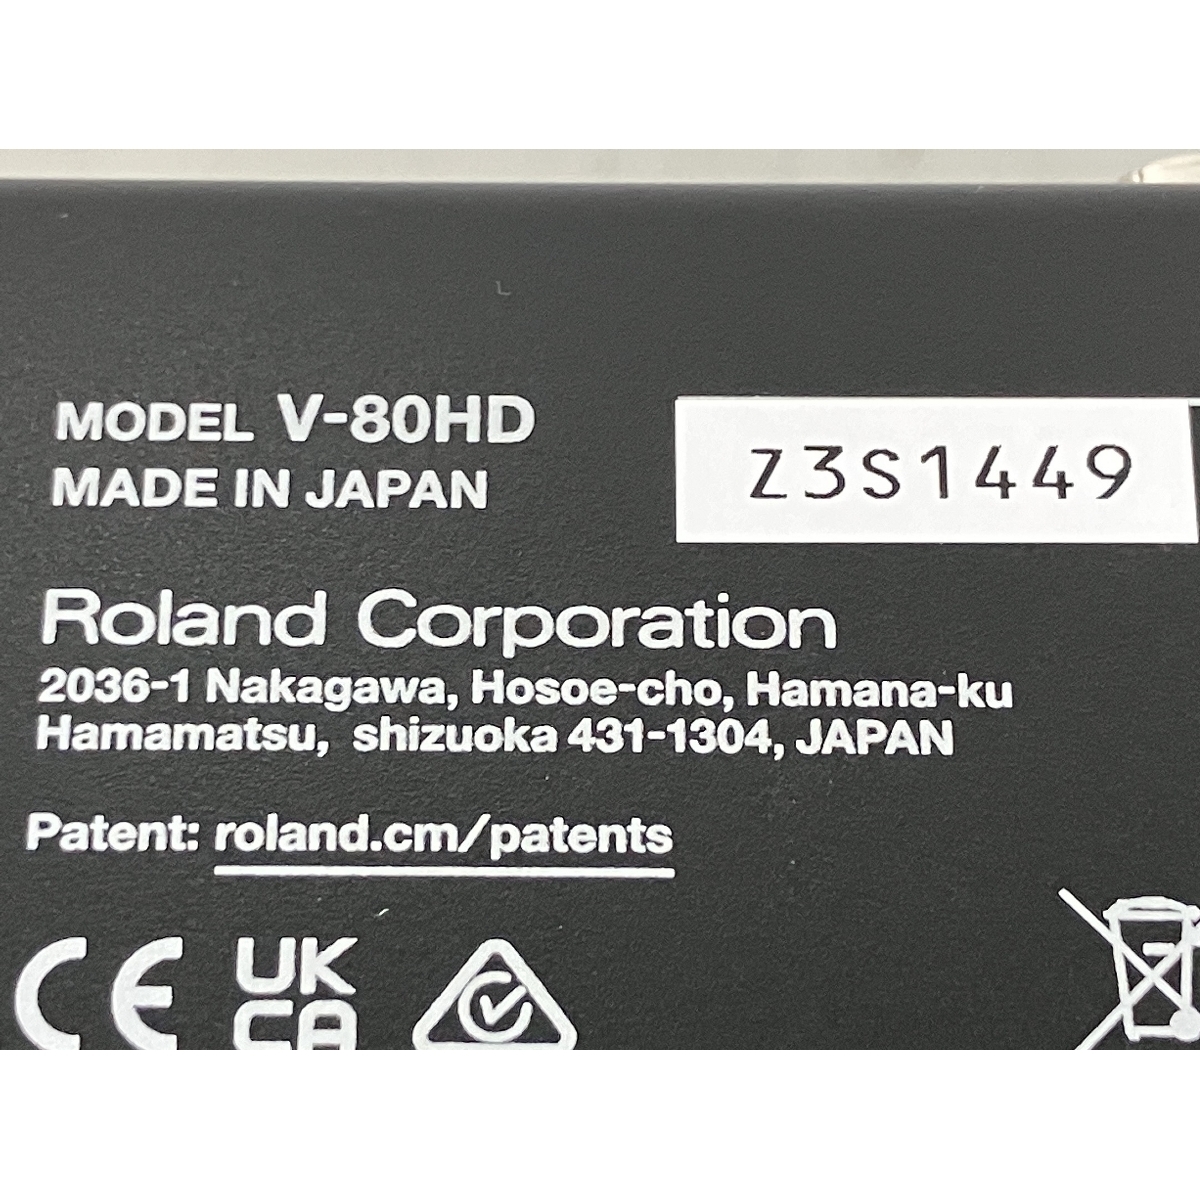 MODEL V-80HD
MADE IN JAPAN
Z3S1449
Roland Corporation
2036-1 Nakagawa, Hosoe-cho, Hamana-ku
Hamamatsu, shizuoka 431-1304, JAPAN
Patent: roland.cm/patents
CE
UK
CA